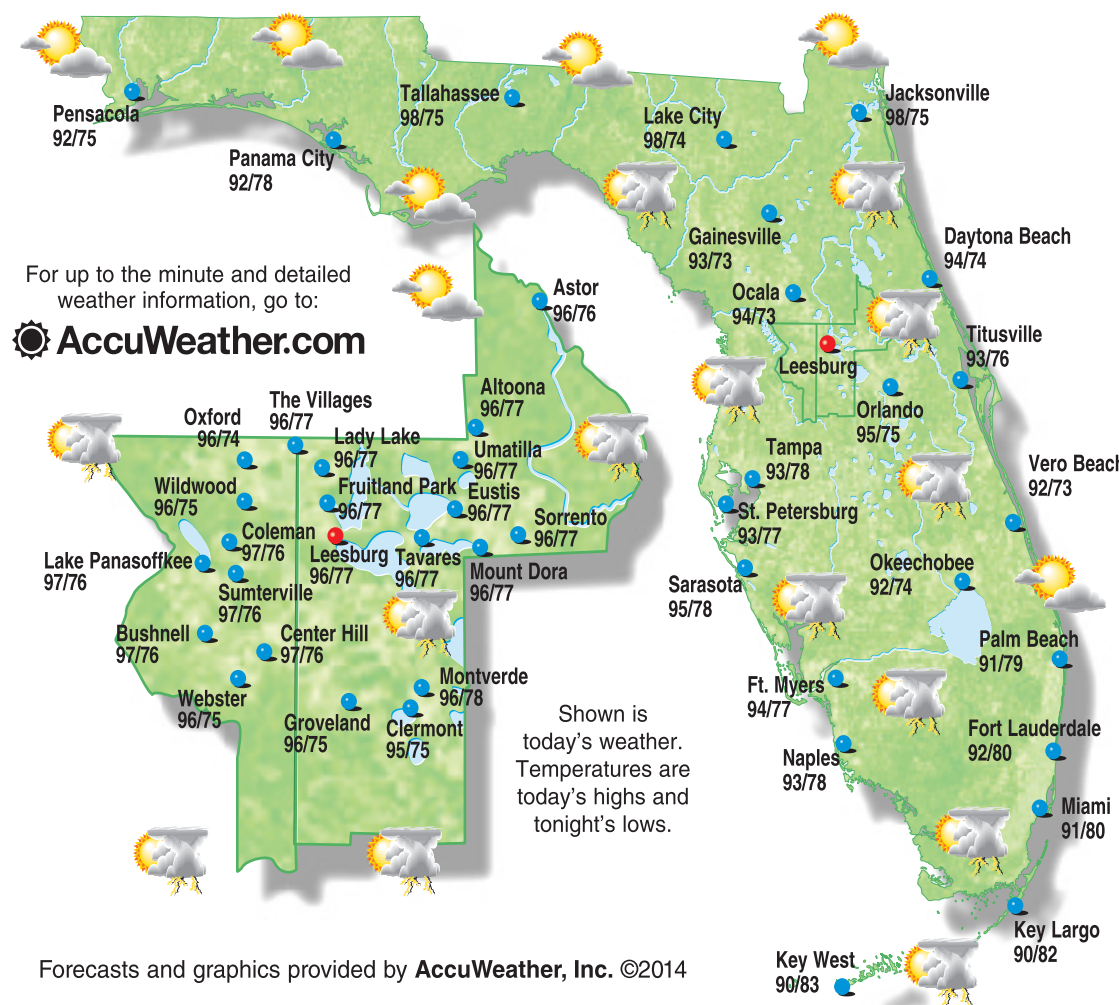 Pensacola
92/75
Panama City
92/78
Tallahassee
98/75
Lake City
98/74
Jacksonville
98/75
Gainesville
93/73
Daytona Beach
94/74
Ocala
94/73
Titusville
93/76
Leesburg
Orlando
95/75
Tampa
93/78
St. Petersburg
93/77
Vero Beach
92/73
Sarasota
95/78
Okeechobee
92/74
Palm Beach
91/79
Ft. Myers
94/77
Fort Lauderdale
92/80
Naples
93/78
Miami
91/80
Key Largo
90/82
Key West
90/83
For up to the minute and detailed
weather information, go to:
AccuWeather.com
Astor
96/76
Altoona
96/77
The Villages
96/77
Oxford
96/74
Lady Lake
96/77
Umatilla
96/77
Wildwood
96/75
Fruitland Park
96/77
Eustis
96/77
Sorrento
96/77
Coleman
97/76
Leesburg
96/77
Tavares
96/77
Mount Dora
96/77
Lake Panasoffkee
97/76
Sumterville
97/76
Bushnell
97/76
Center Hill
97/76
Webster
96/75
Groveland
96/75
Montverde
96/78
Clermont
95/75
Shown is
today's weather.
Temperatures are
today's highs and
tonight's lows.
Forecasts and graphics provided by AccuWeather, Inc. ©2014